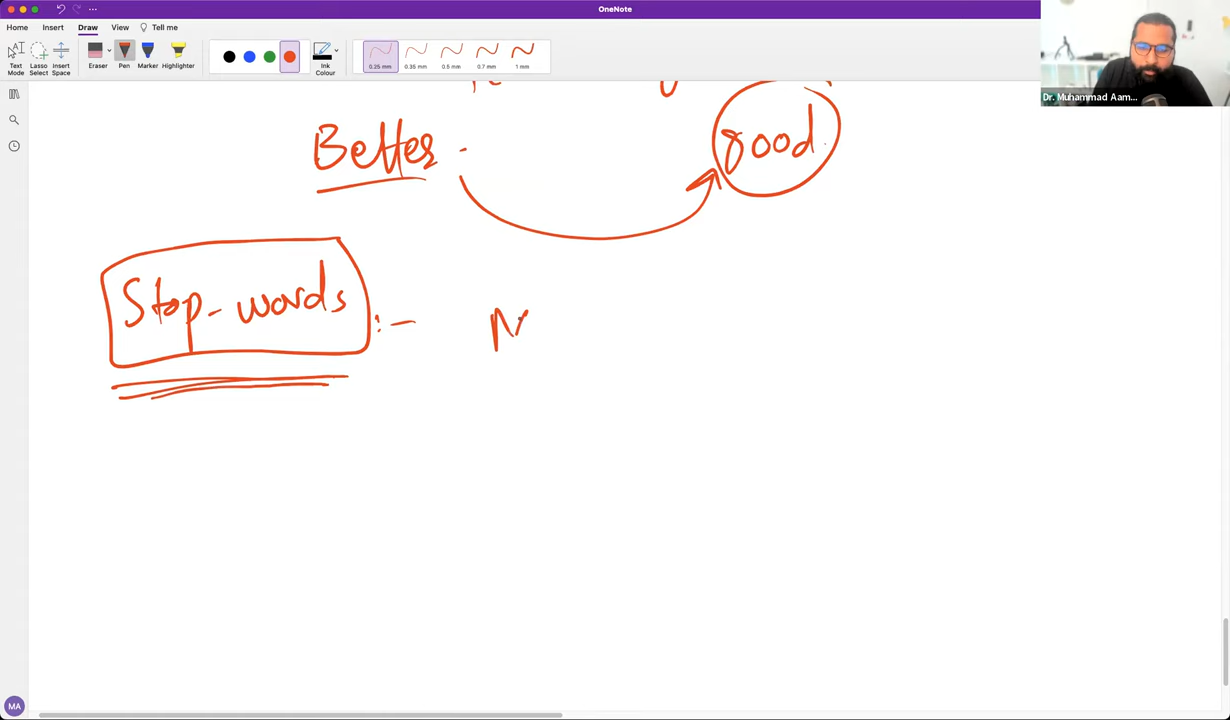 OneNote
Home Insert Draw View Tell me
Text Mode Lasso Select Insert Space Eraser Pen Marker Highlighter Ink Colour 0.25 mm 0.35 mm 0.5 mm 0.7 mm 1 mm
Dr. Muhammad Aam...
Better - good
Stop-words :- N
MA